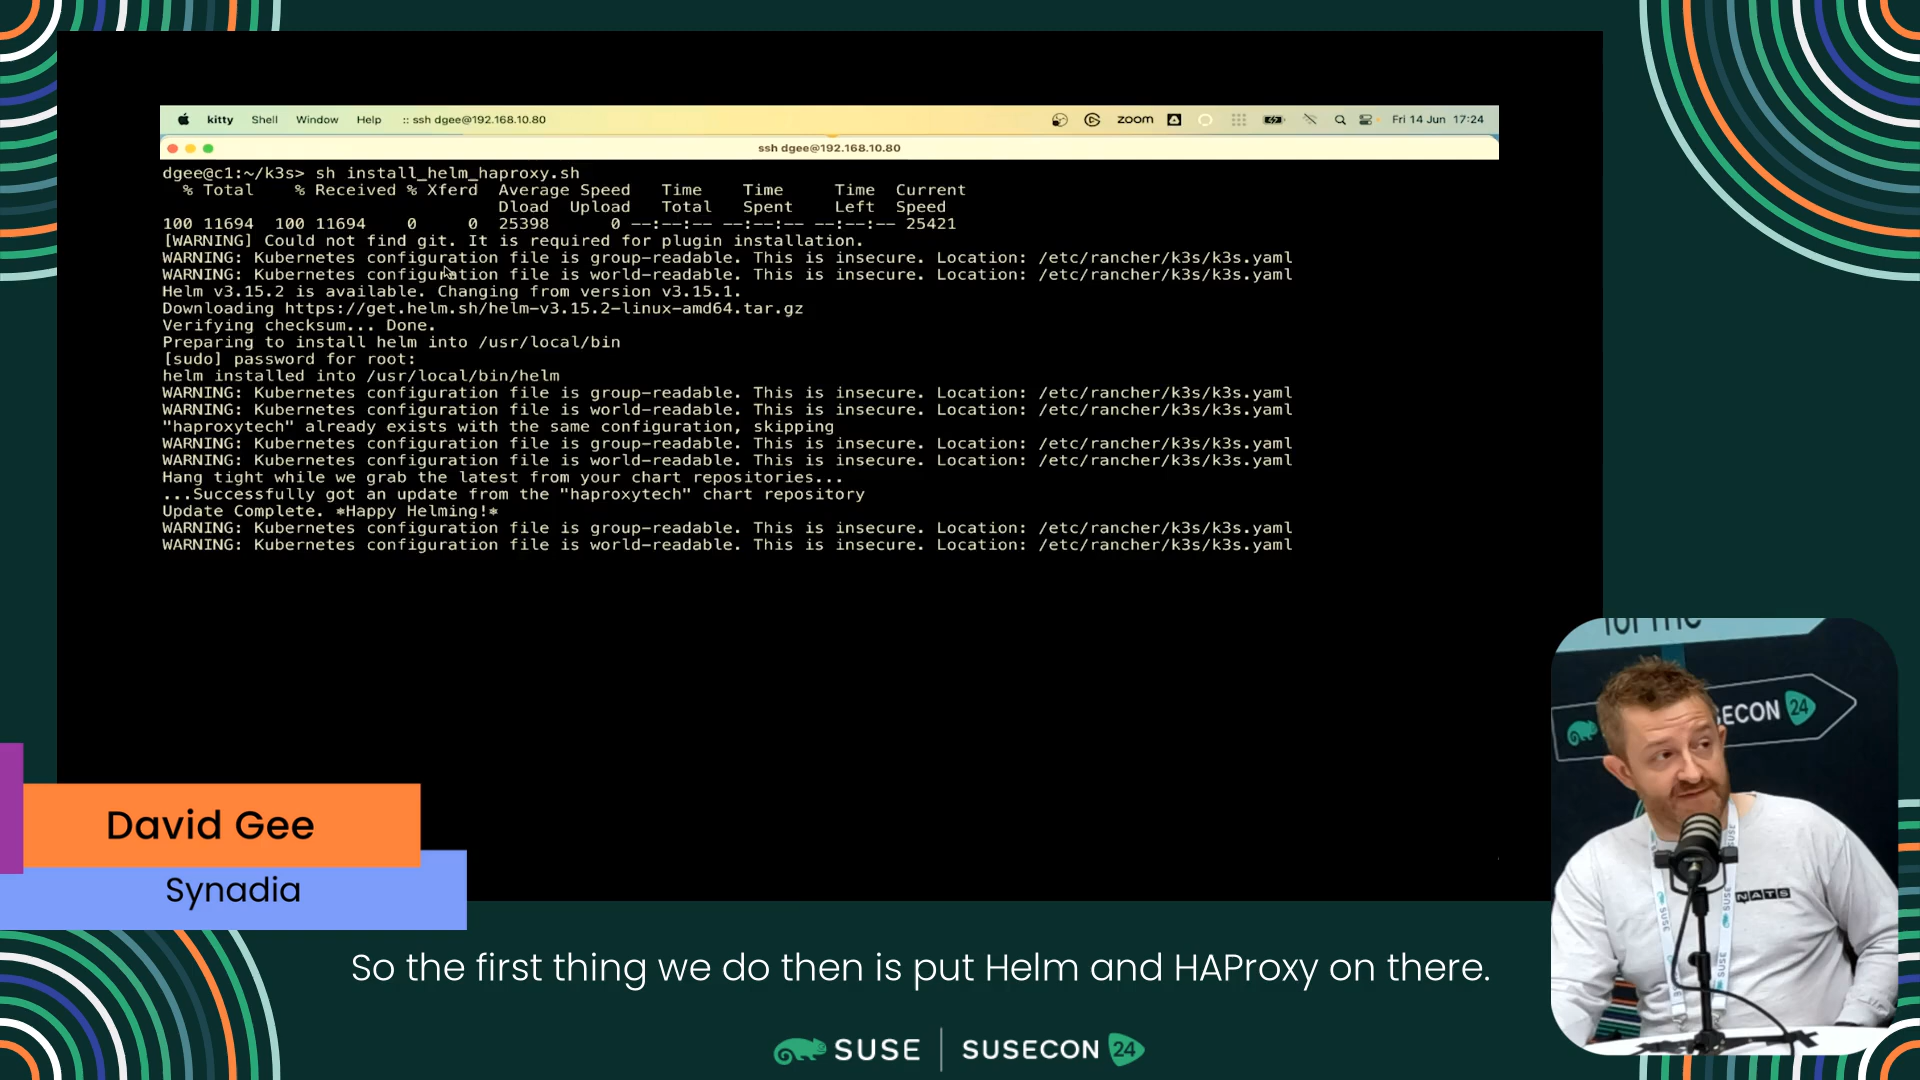 kitty Shell Window Help :: ssh dgee@192.168.10.80 zoom Fri 14 Jun 17:24
ssh dgee@192.168.10.80
dgee@c1:~/k3s> sh install_helm_haproxy.sh
% Total % Received % Xferd Average Speed Time Time Time Current
Dload Upload Total Spent Left Speed
100 11694 100 11694 0 0 25398 0 --:--:-- --:--:-- --:--:-- 25421
[WARNING] Could not find git. It is required for plugin installation.
WARNING: Kubernetes configuration file is group-readable. This is insecure. Location: /etc/rancher/k3s/k3s.yaml
WARNING: Kubernetes configuration file is world-readable. This is insecure. Location: /etc/rancher/k3s/k3s.yaml
Helm v3.15.2 is available. Changing from version v3.15.1.
Downloading https://get.helm.sh/helm-v3.15.2-linux-amd64.tar.gz
Verifying checksum... Done.
Preparing to install helm into /usr/local/bin
[sudo] password for root:
helm installed into /usr/local/bin/helm
WARNING: Kubernetes configuration file is group-readable. This is insecure. Location: /etc/rancher/k3s/k3s.yaml
WARNING: Kubernetes configuration file is world-readable. This is insecure. Location: /etc/rancher/k3s/k3s.yaml
"haproxytech" already exists with the same configuration, skipping
WARNING: Kubernetes configuration file is group-readable. This is insecure. Location: /etc/rancher/k3s/k3s.yaml
WARNING: Kubernetes configuration file is world-readable. This is insecure. Location: /etc/rancher/k3s/k3s.yaml
Hang tight while we grab the latest from your chart repositories...
...Successfully got an update from the "haproxytech" chart repository
Update Complete. *Happy Helming!*
WARNING: Kubernetes configuration file is group-readable. This is insecure. Location: /etc/rancher/k3s/k3s.yaml
WARNING: Kubernetes configuration file is world-readable. This is insecure. Location: /etc/rancher/k3s/k3s.yaml
for the
SECON 24
NATS
SUSE
SUSE
SUSE
David Gee
Synadia
So the first thing we do then is put Helm and HAProxy on there.
SUSE | SUSECON 24